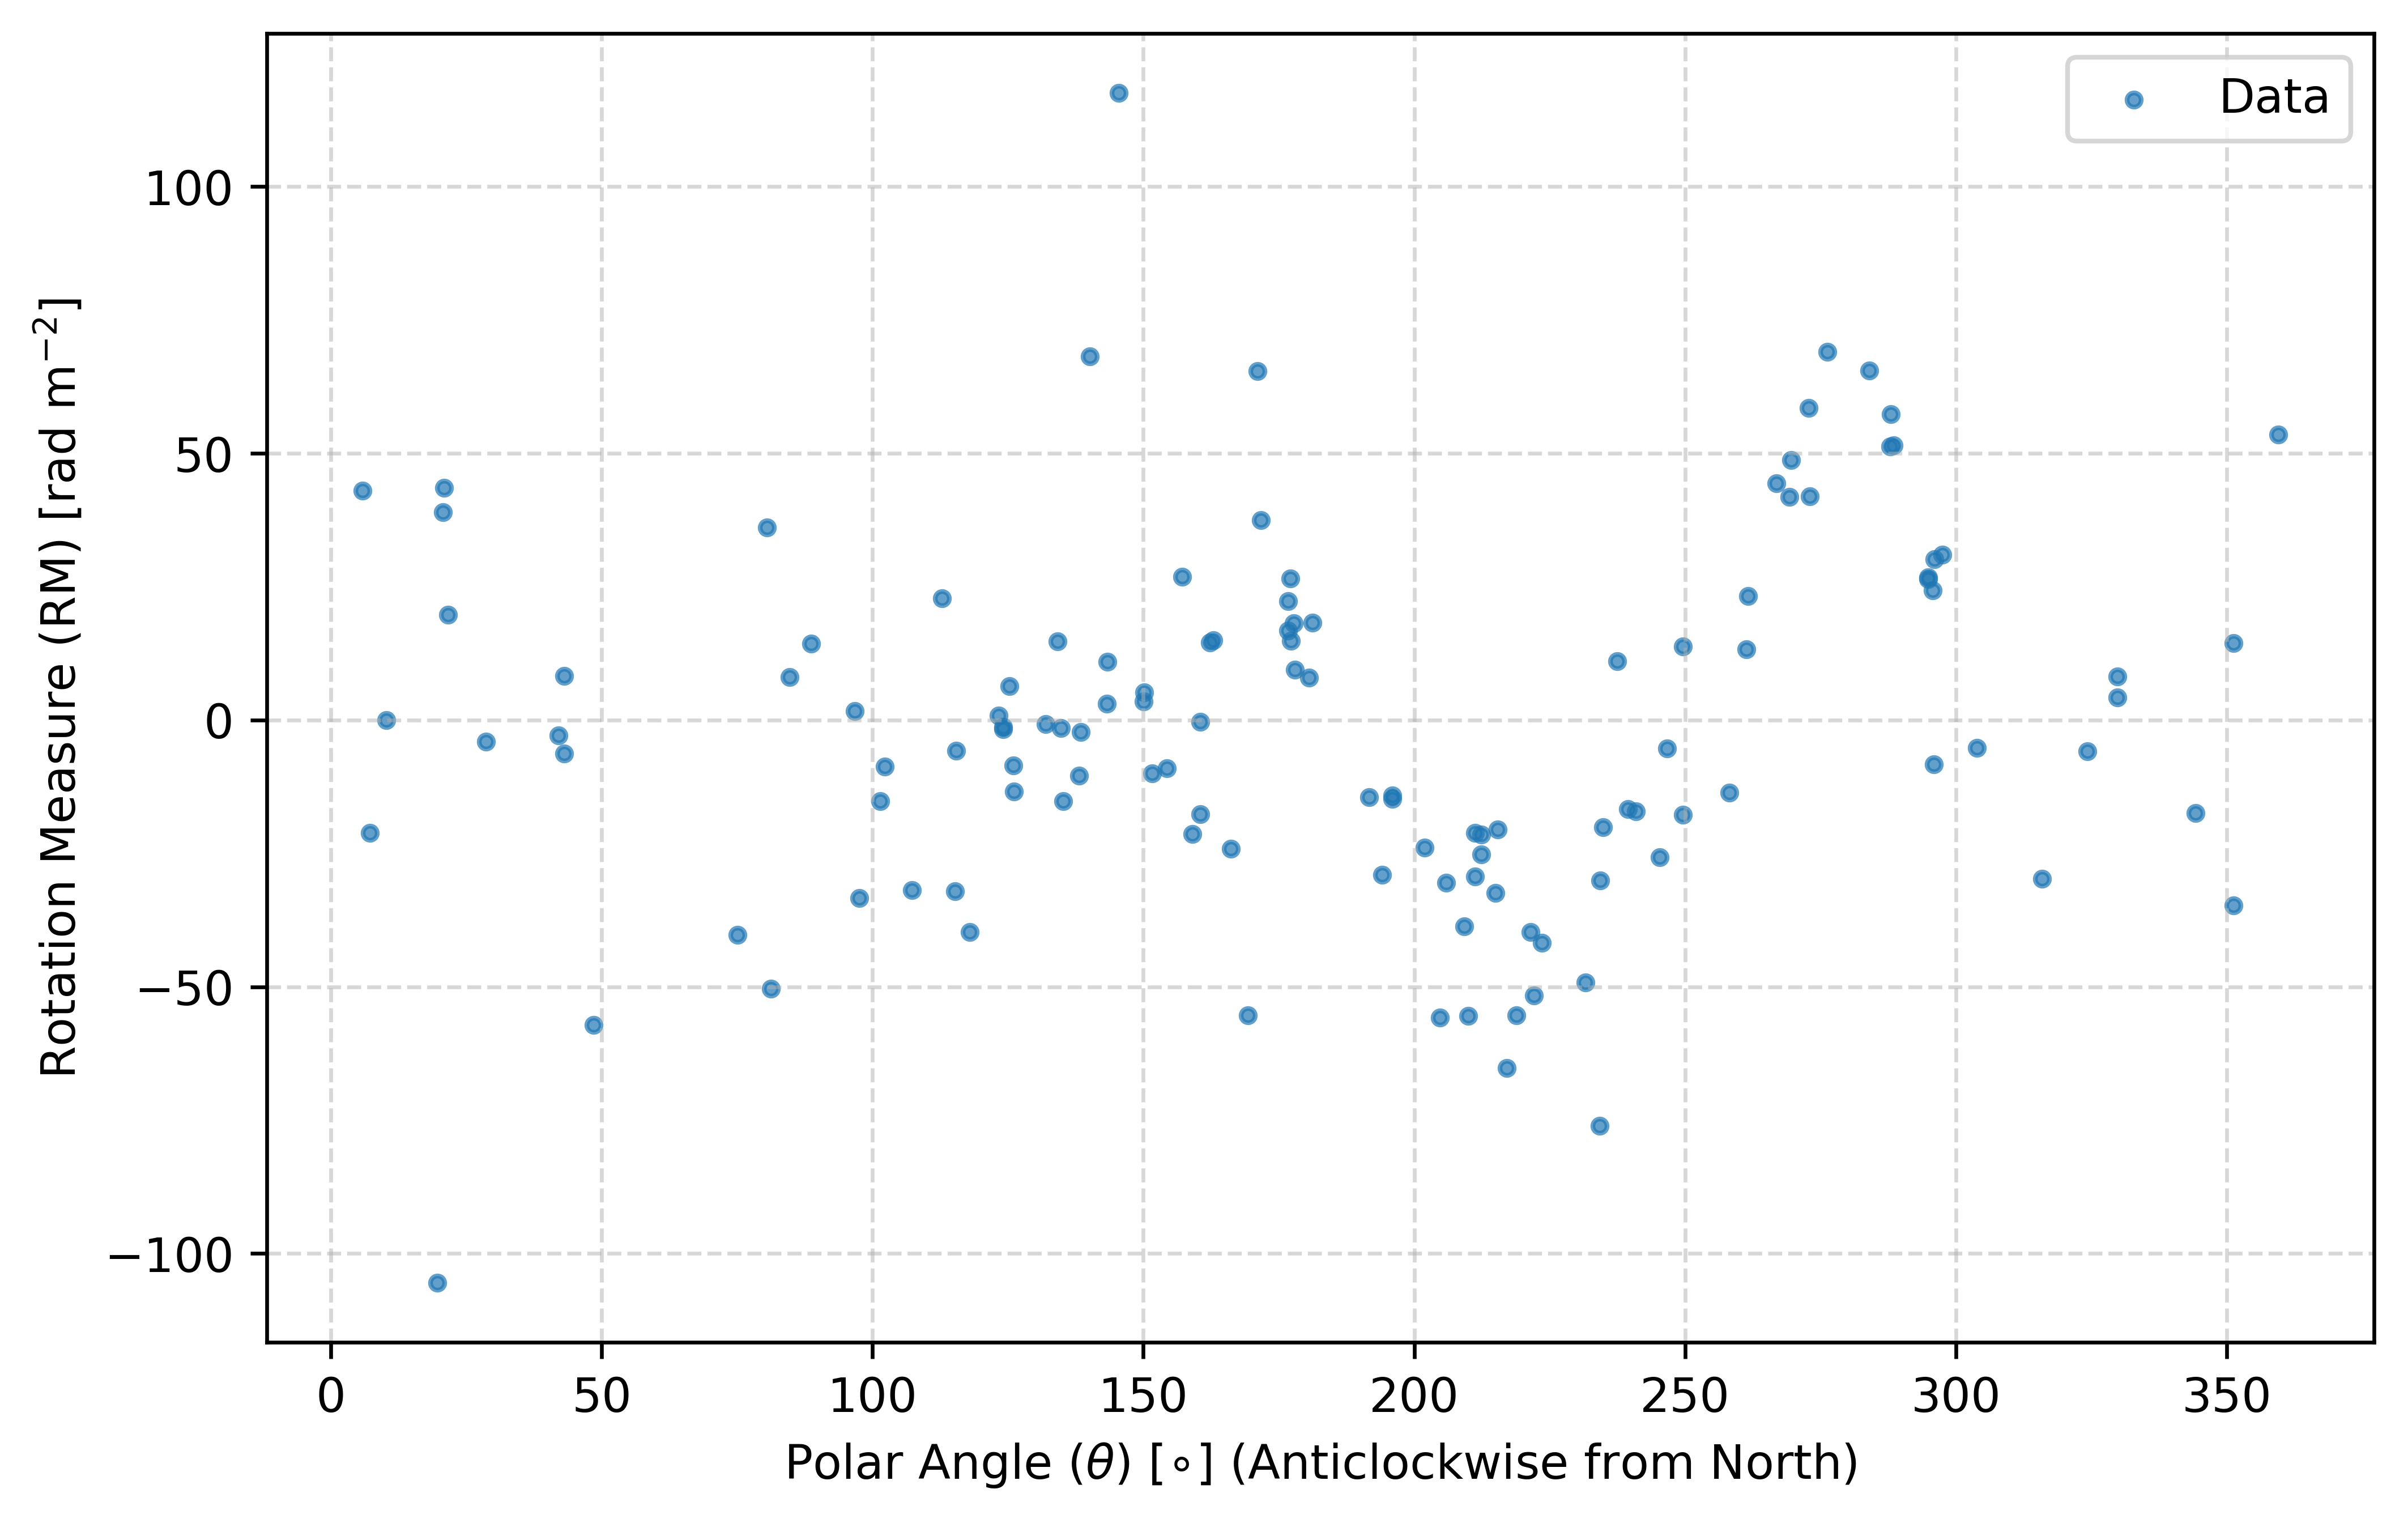 Data
100
50
0
−50
−100
Rotation Measure (RM) [rad m⁻²]
0 50 100 150 200 250 300 350
Polar Angle (θ) [∘] (Anticlockwise from North)